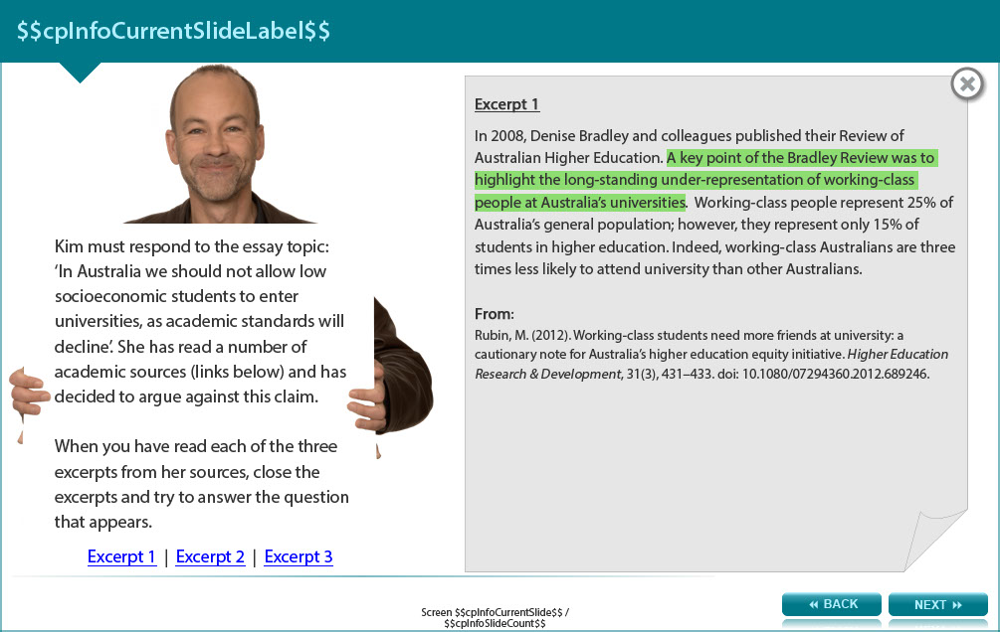 $$cpInfoCurrentSlideLabel$$
Kim must respond to the essay topic:
‘In Australia we should not allow low
socioeconomic students to enter
universities, as academic standards will
decline’. She has read a number of
academic sources (links below) and has
decided to argue against this claim.
When you have read each of the three
excerpts from her sources, close the
excerpts and try to answer the question
that appears.
Excerpt 1 | Excerpt 2 | Excerpt 3
Excerpt 1
In 2008, Denise Bradley and colleagues published their Review of
Australian Higher Education. A key point of the Bradley Review was to
highlight the long-standing under-representation of working-class
people at Australia’s universities. Working-class people represent 25% of
Australia’s general population; however, they represent only 15% of
students in higher education. Indeed, working-class Australians are three
times less likely to attend university than other Australians.
From:
Rubin, M. (2012). Working-class students need more friends at university: a
cautionary note for Australia’s higher education equity initiative. Higher Education
Research & Development, 31(3), 431–433. doi: 10.1080/07294360.2012.689246.
Screen $$cpInfoCurrentSlide$$ /
$$cpInfoSlideCount$$
BACK
NEXT